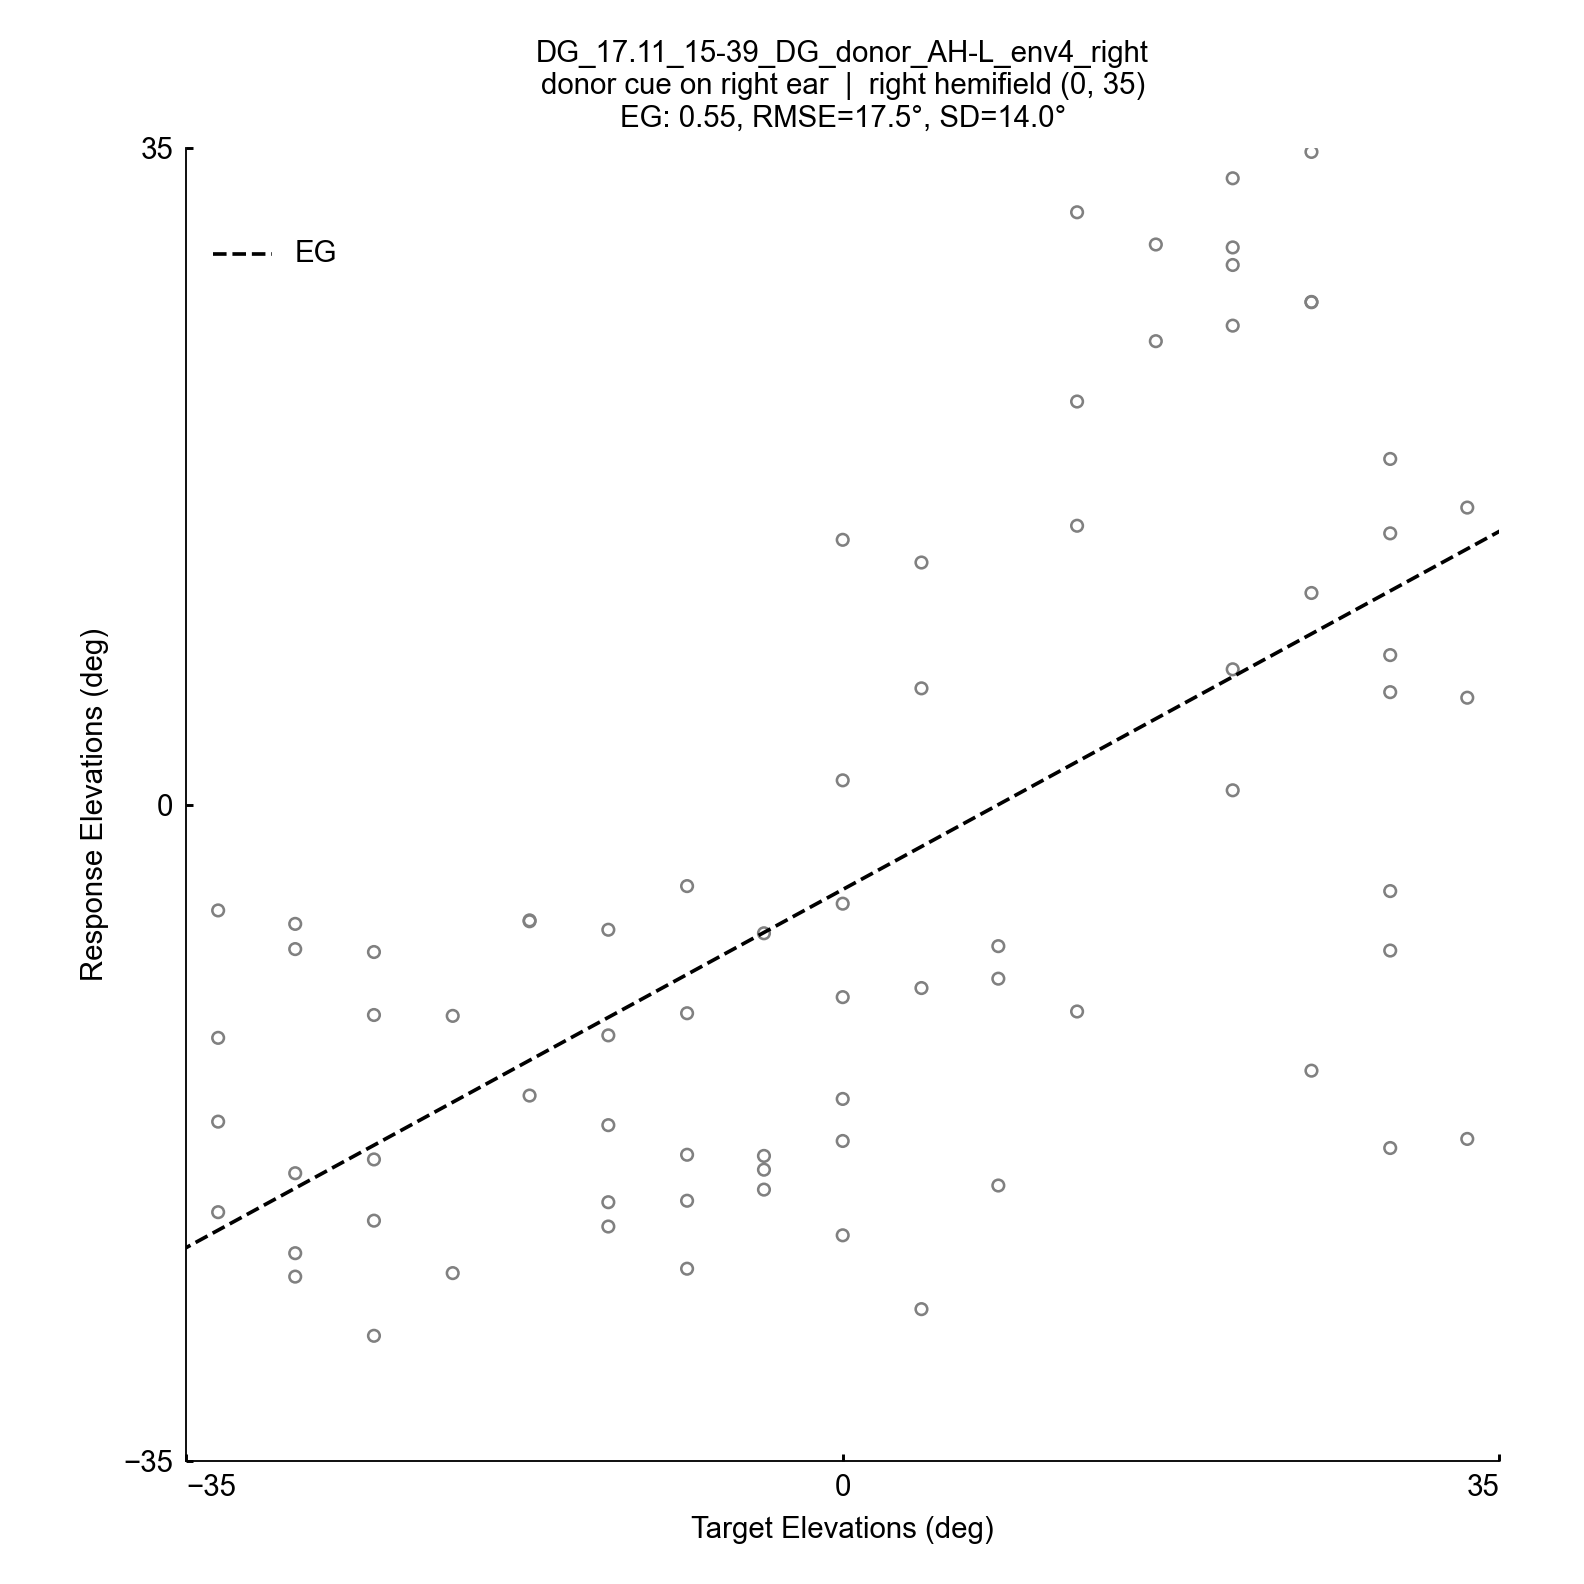 DG_17.11_15-39_DG_donor_AH-L_env4_right
donor cue on right ear | right hemifield (0, 35)
EG: 0.55, RMSE=17.5°, SD=14.0°
35
EG
Response Elevations (deg)
0
−35
−35
0
35
Target Elevations (deg)